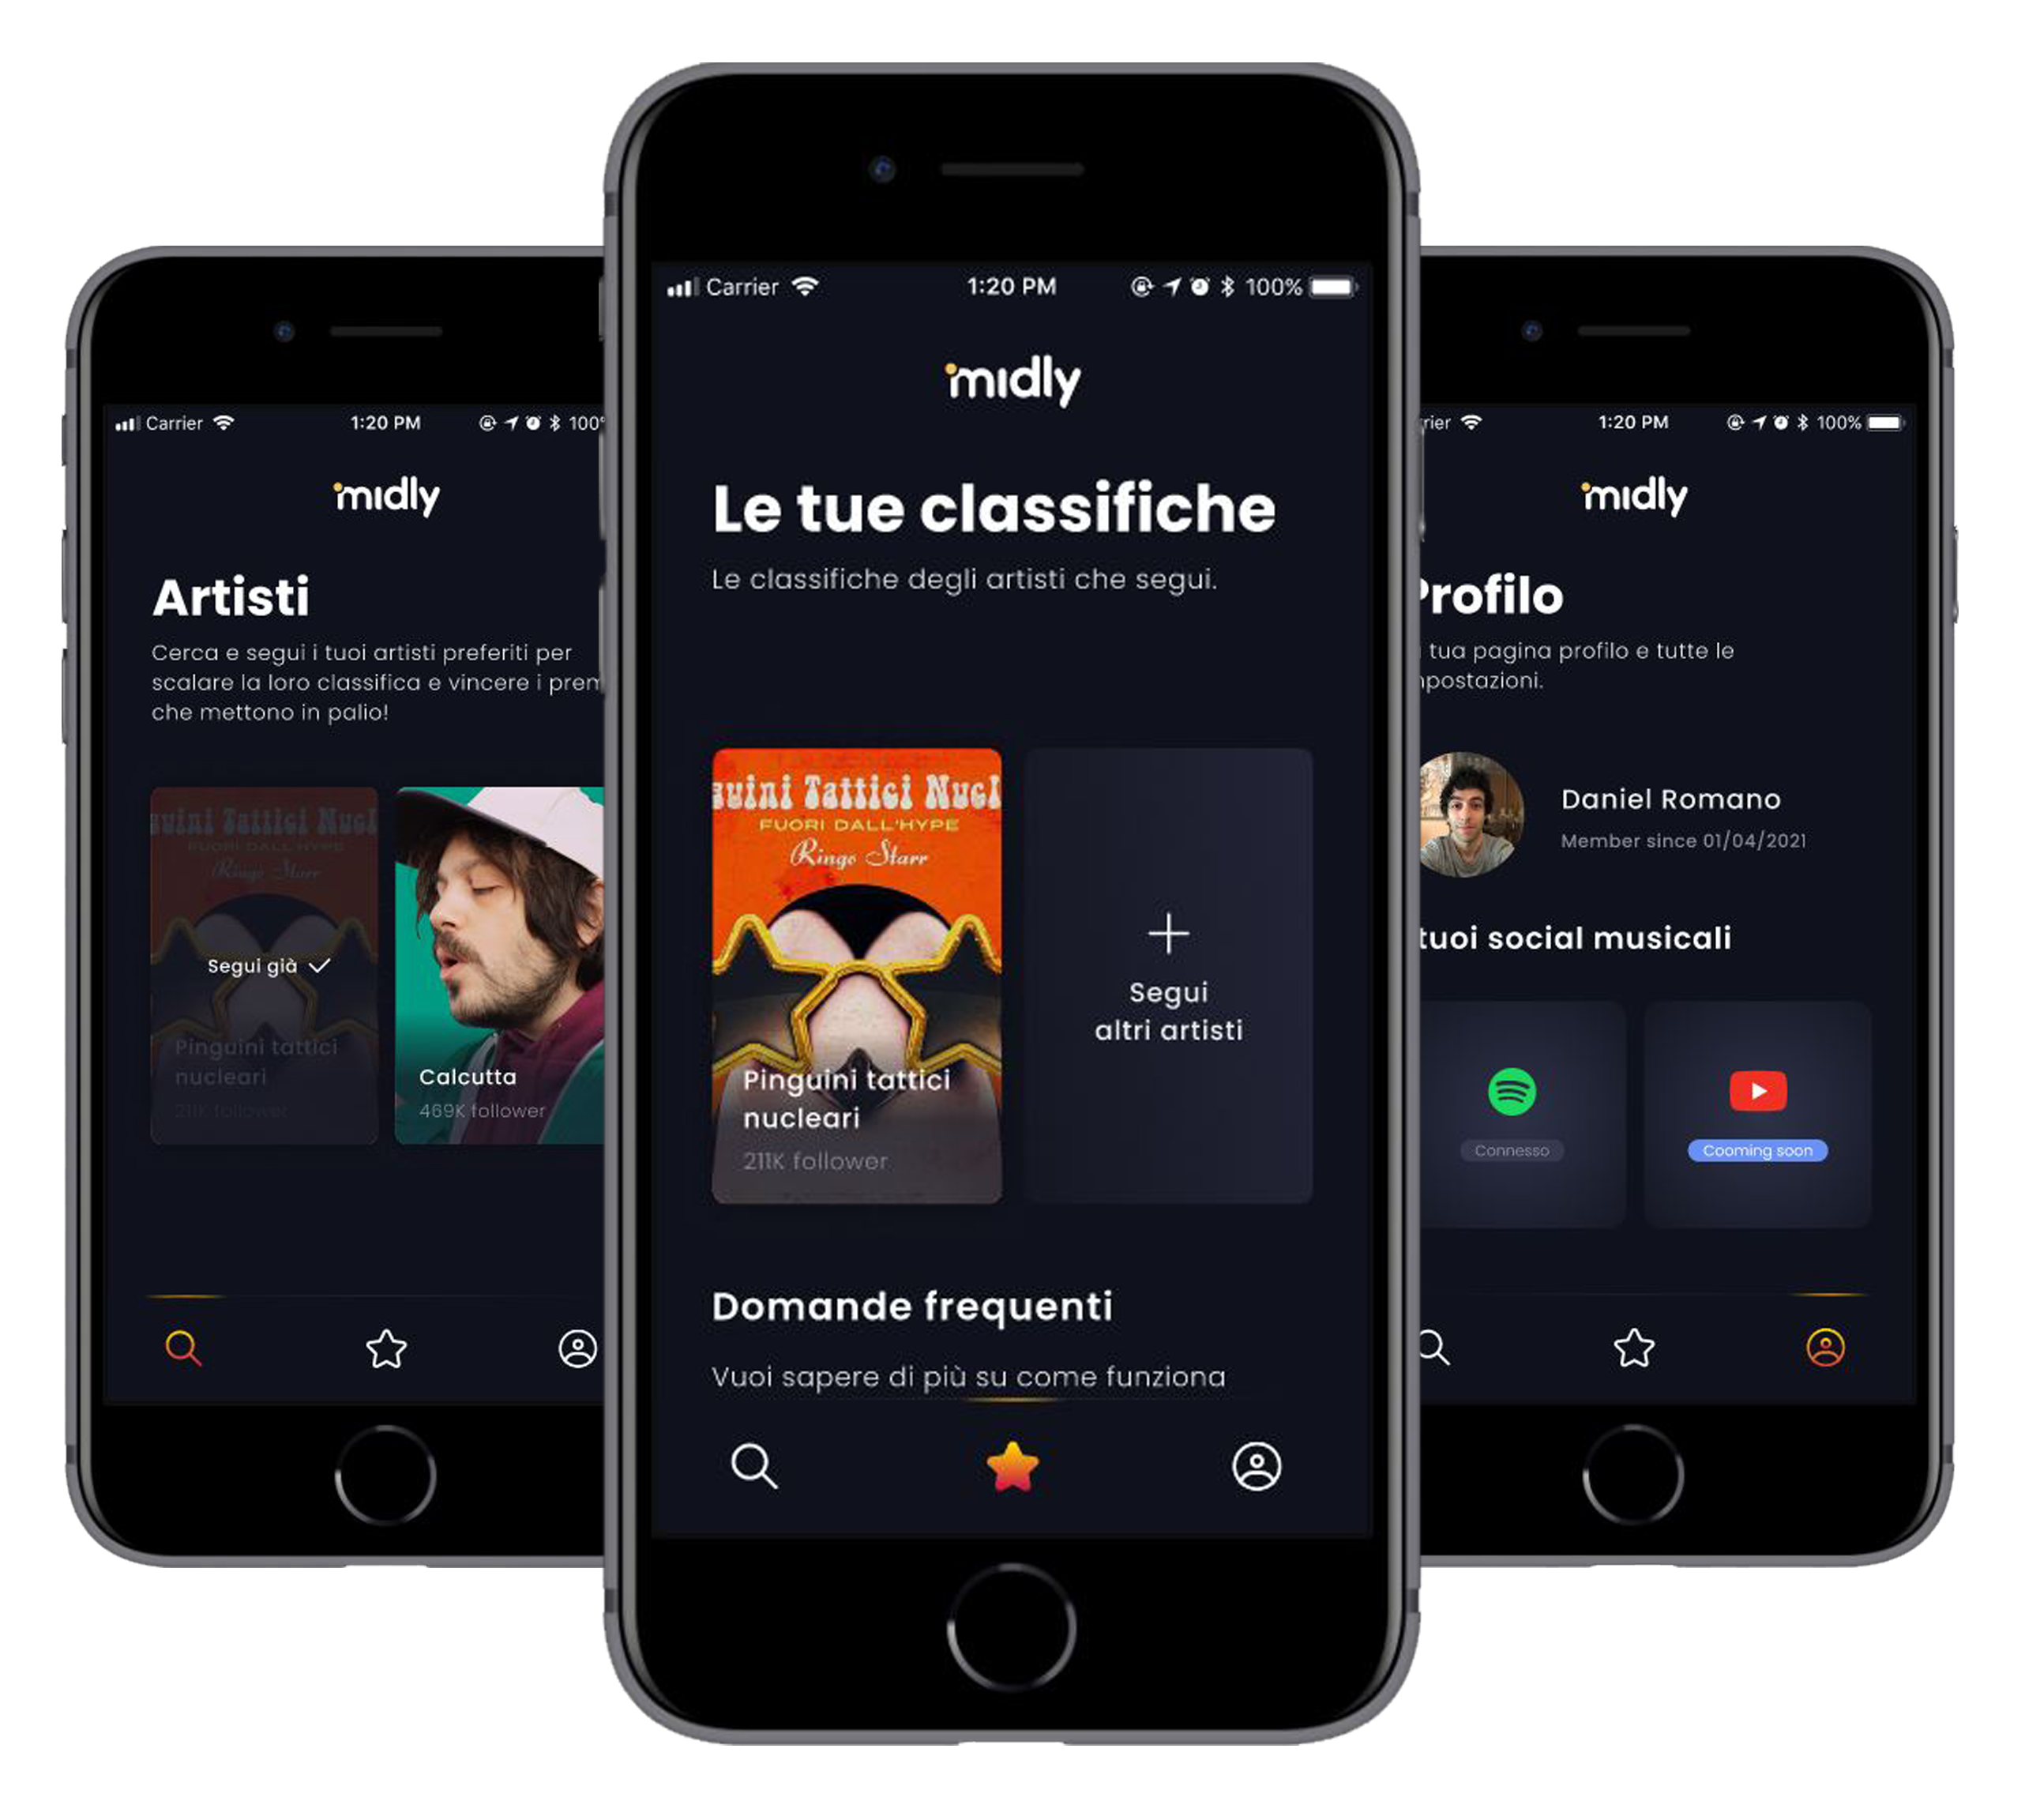 Carrier 1:20 PM
midly
Artisti
Cerca e segui i tuoi artisti preferiti per
scalare la loro classifica e vincere i prem
che mettono in palio!
uini Tattici Nucl
FUORI DALL'HYPE
Ringo Starr
Segui già
Pinguini tattici
nucleari
211K follower
Calcutta
469K follower
Carrier 1:20 PM 100%
midly
Le tue classifiche
Le classifiche degli artisti che segui.
guini Tattici Nucl
FUORI DALL'HYPE
Ringo Starr
Pinguini tattici
nucleari
211K follower
Segui
altri artisti
Domande frequenti
Vuoi sapere di più su come funziona
rier 1:20 PM 100%
midly
Profilo
tua pagina profilo e tutte le
mpostazioni.
Daniel Romano
Member since 01/04/2021
tuoi social musicali
Connesso
Cooming soon